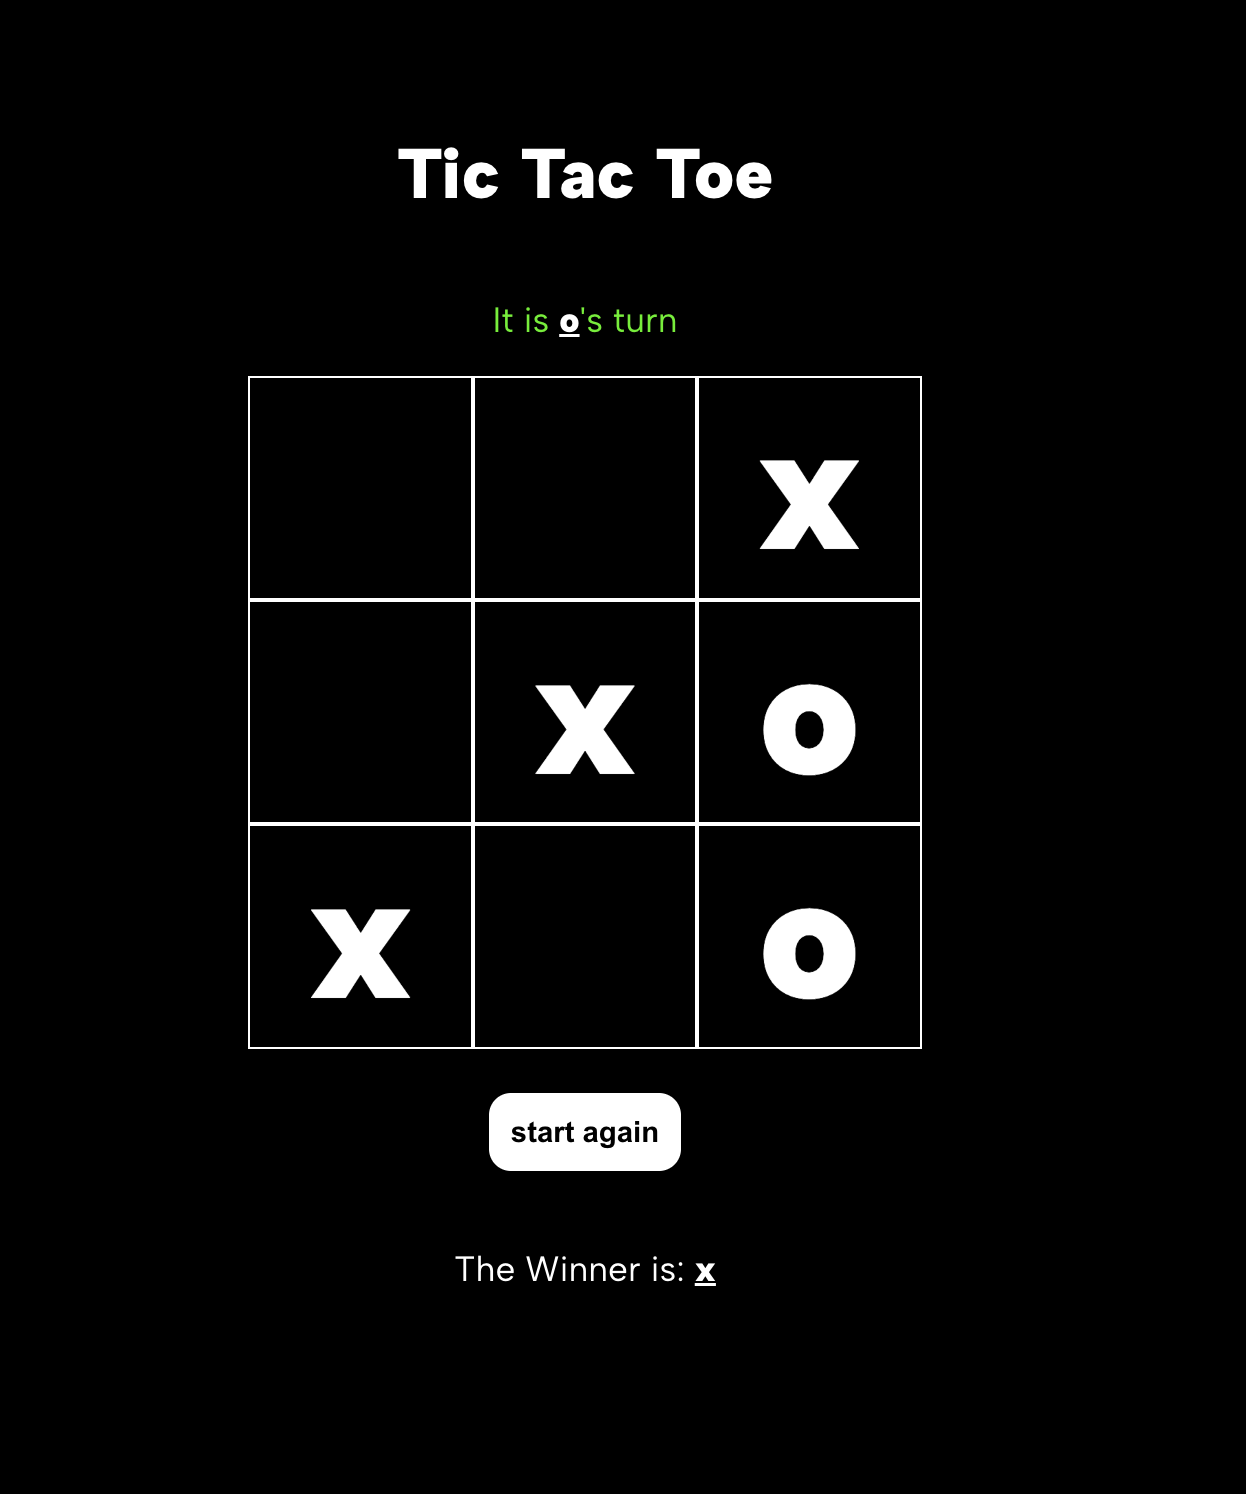 Tic Tac Toe
It is o's turn
x
x o
x o
start again
The Winner is: x